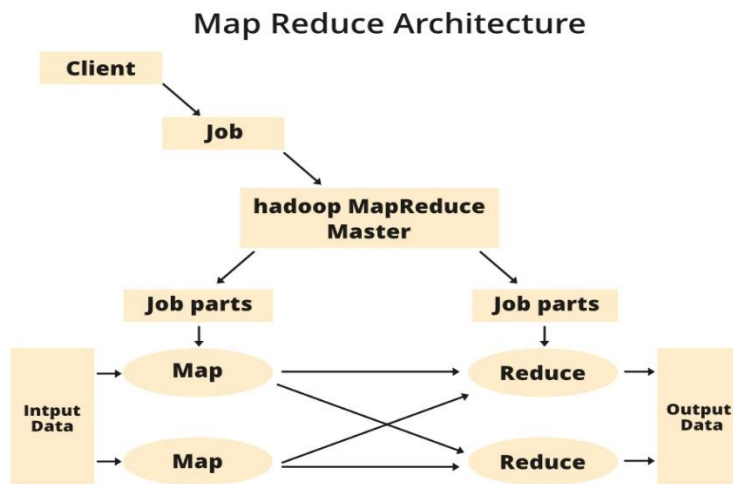 Map Reduce Architecture
Client
Job
hadoop MapReduce
Master
Job parts
Job parts
Map
Reduce
Intput
Data
Output
Data
Map
Reduce